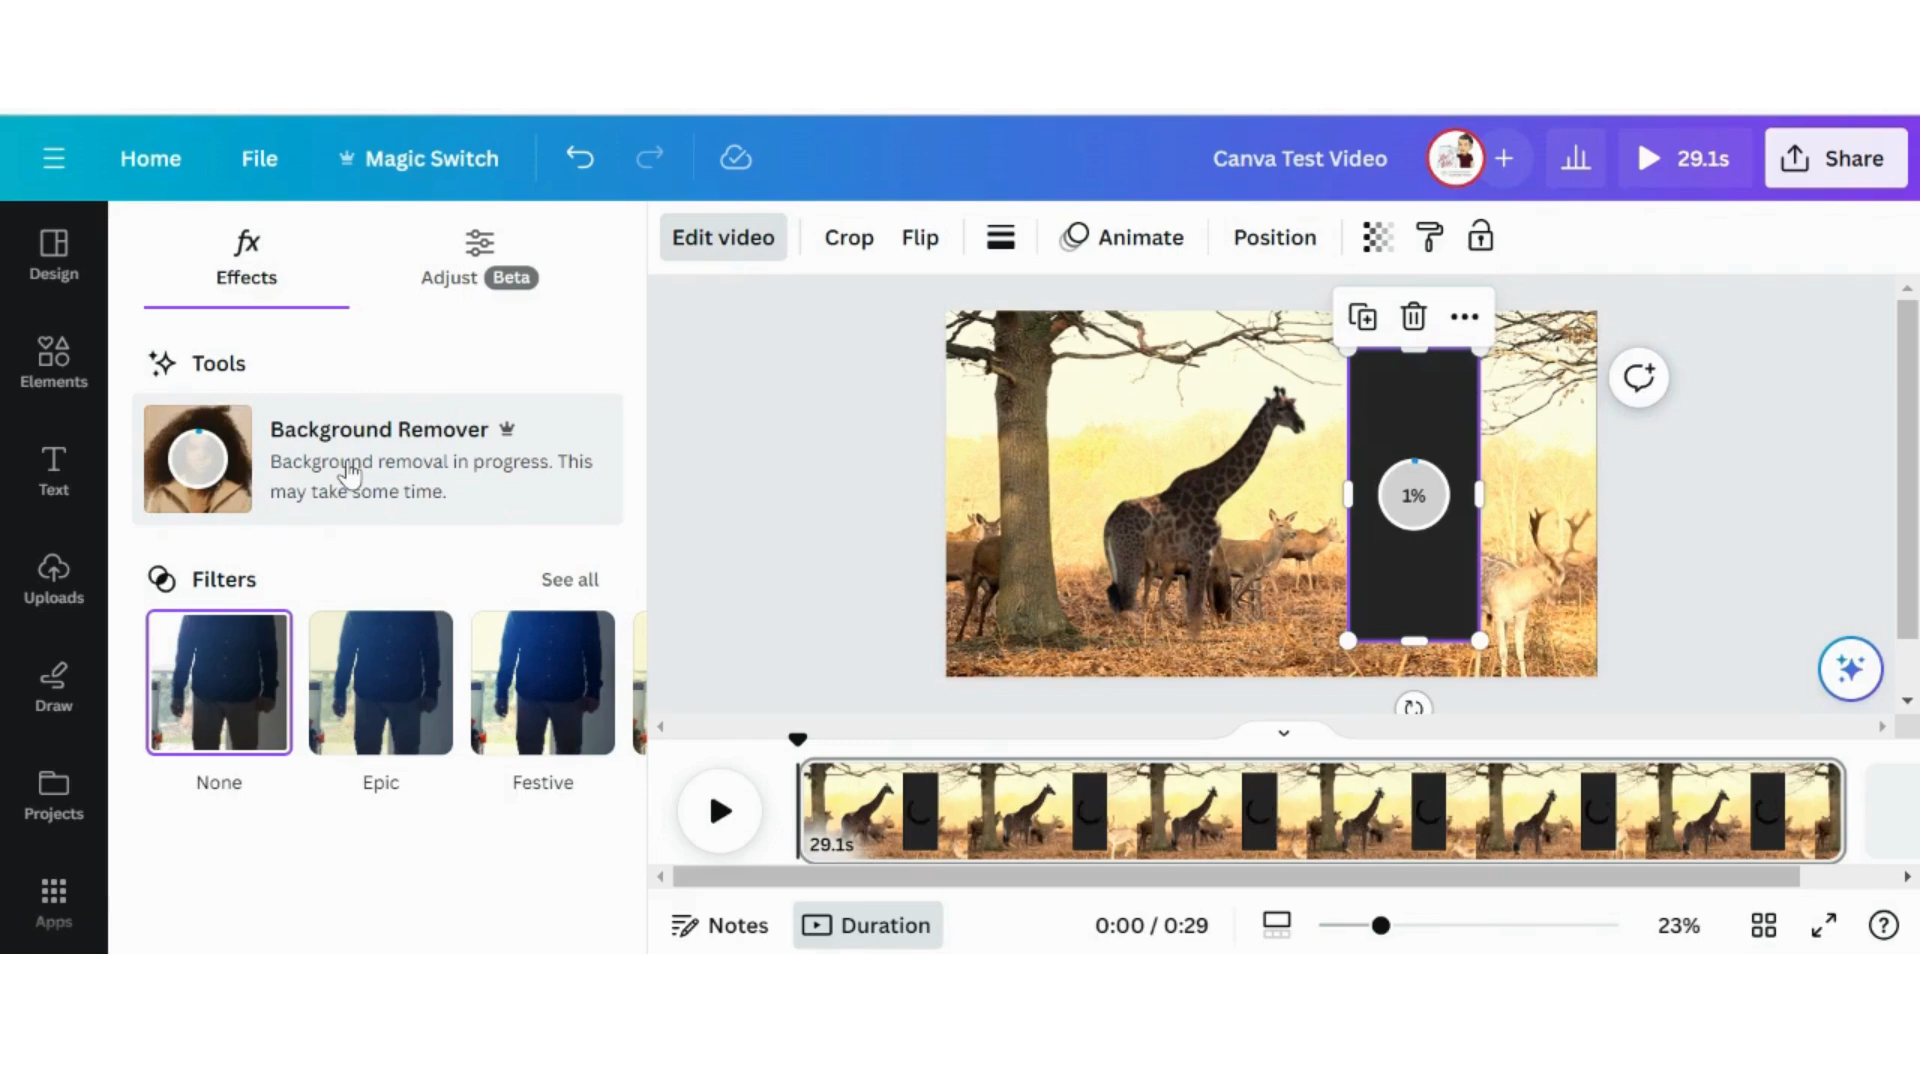 Home
File
Magic Switch
Canva Test Video
29.1s
Share
Design
Elements
Text
Uploads
Draw
Projects
Apps
fx
Effects
Adjust Beta
Tools
Background Remover
Background removal in progress. This
may take some time.
Filters
See all
None
Epic
Festive
Edit video
Crop
Flip
Animate
Position
1%
29.1s
Notes
Duration
0:00 / 0:29
23%